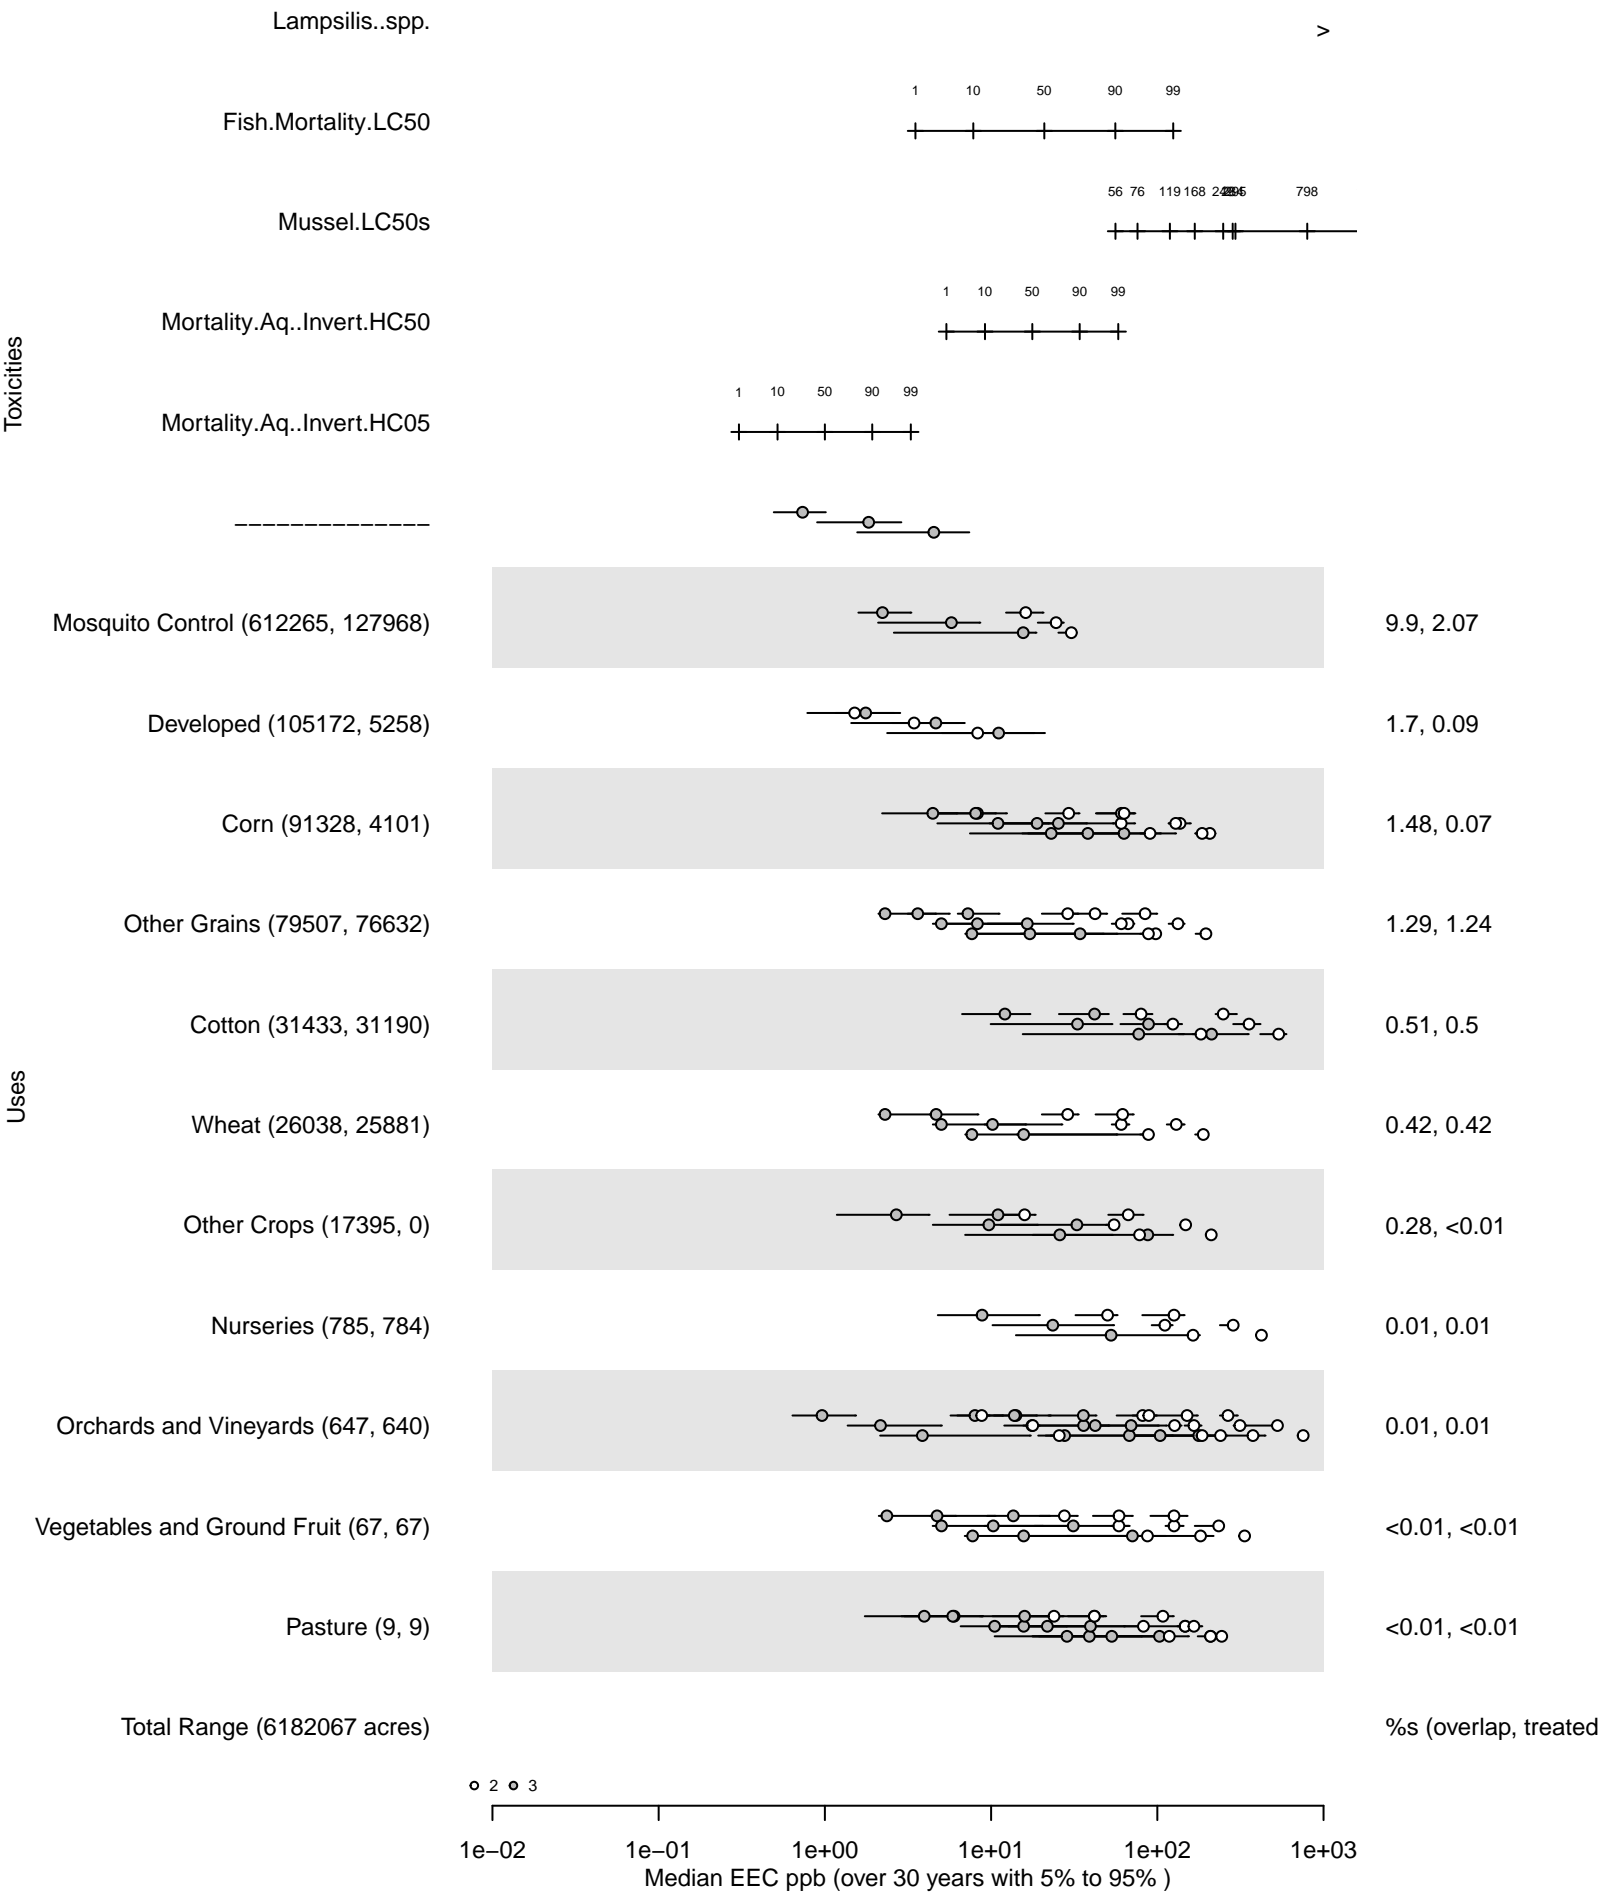 Lampsilis..spp. >
1 10 50 90 99
Fish.Mortality.LC50
56 76 119 168 798
Mussel.LC50s
1 10 50 90 99
Mortality.Aq..Invert.HC50
Toxicities
1 10 50 90 99
Mortality.Aq..Invert.HC05
––––––––––––––
Mosquito Control (612265, 127968) 9.9, 2.07
Developed (105172, 5258) 1.7, 0.09
Corn (91328, 4101) 1.48, 0.07
Other Grains (79507, 76632) 1.29, 1.24
Cotton (31433, 31190) 0.51, 0.5
Uses
Wheat (26038, 25881) 0.42, 0.42
Other Crops (17395, 0) 0.28, <0.01
Nurseries (785, 784) 0.01, 0.01
Orchards and Vineyards (647, 640) 0.01, 0.01
Vegetables and Ground Fruit (67, 67) <0.01, <0.01
Pasture (9, 9) <0.01, <0.01
Total Range (6182067 acres) %s (overlap, treated
2 3
1e−02 1e−01 1e+00 1e+01 1e+02 1e+03
Median EEC ppb (over 30 years with 5% to 95% )